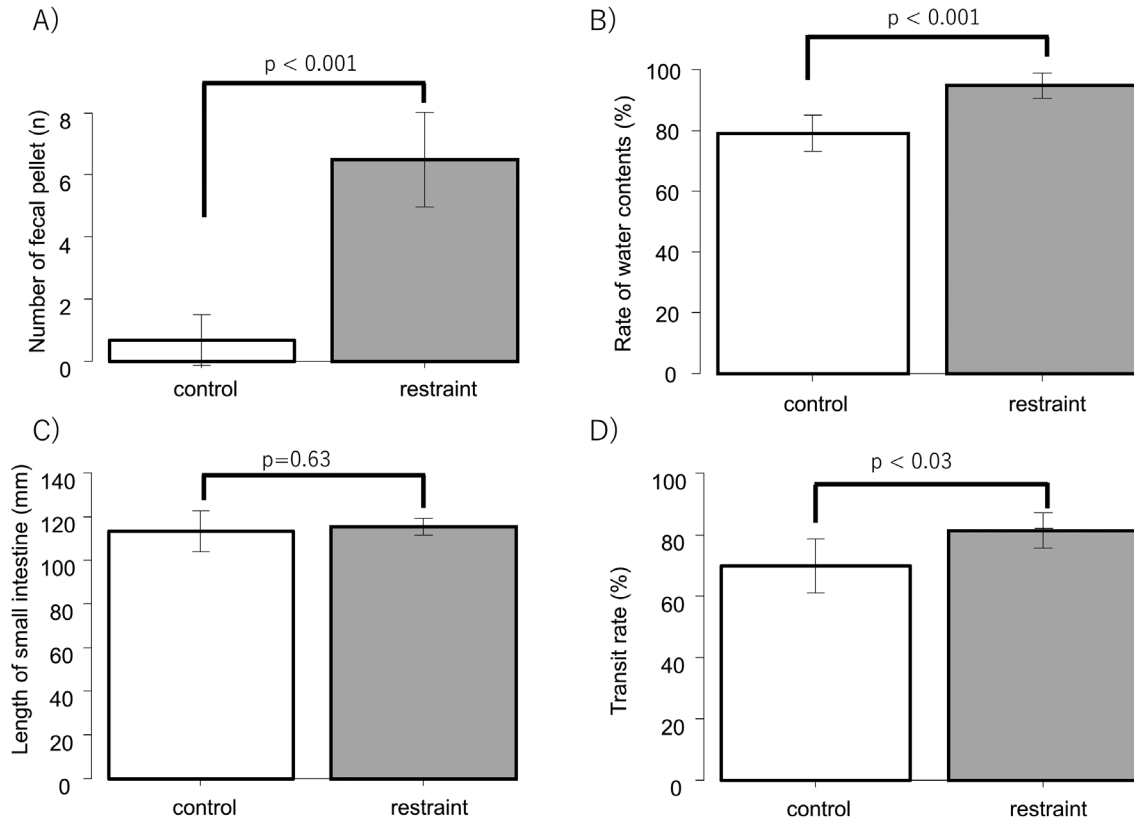 A)
p < 0.001
Number of fecal pellet (n)
8
6
4
2
0
control
restraint
B)
p < 0.001
Rate of water contents (%)
100
80
60
40
20
0
control
restraint
C)
p=0.63
Length of small intestine (mm)
140
120
100
80
60
40
20
0
control
restraint
D)
p < 0.03
Transit rate (%)
100
80
60
40
20
0
control
restraint